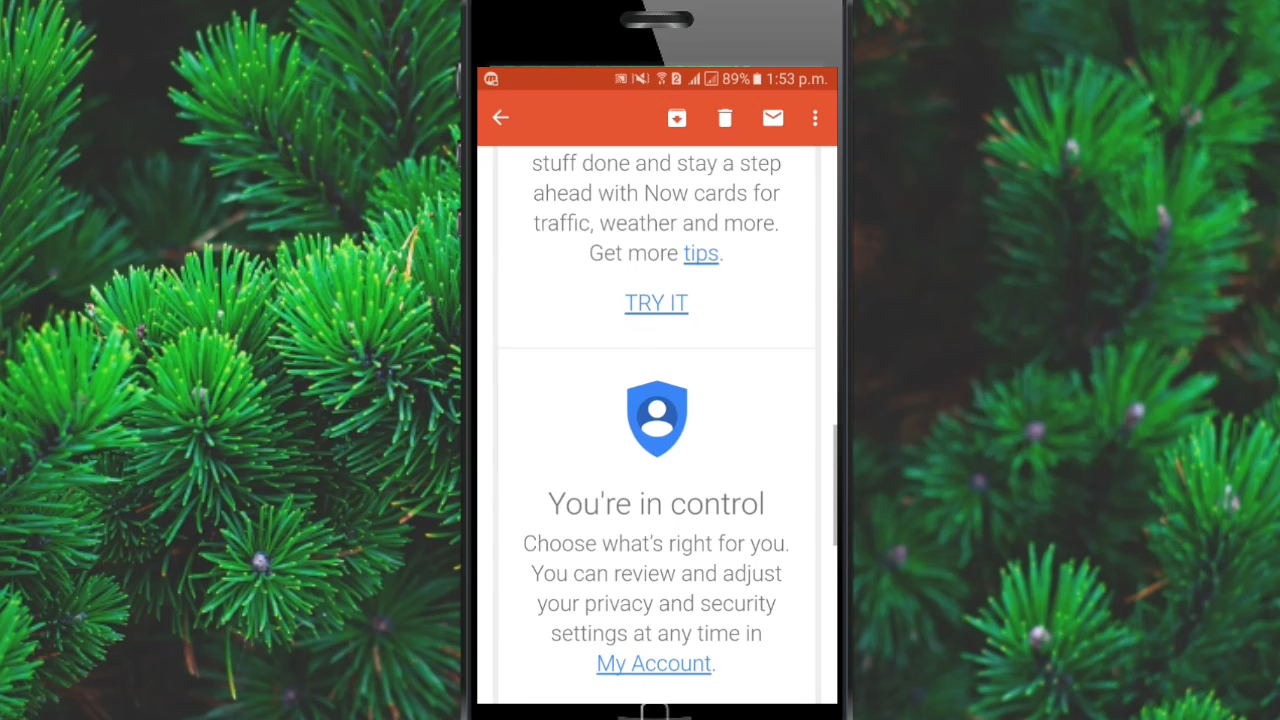 89% 1:53 p.m.
stuff done and stay a step
ahead with Now cards for
traffic, weather and more.
Get more tips.
TRY IT
You're in control
Choose what’s right for you.
You can review and adjust
your privacy and security
settings at any time in
My Account.